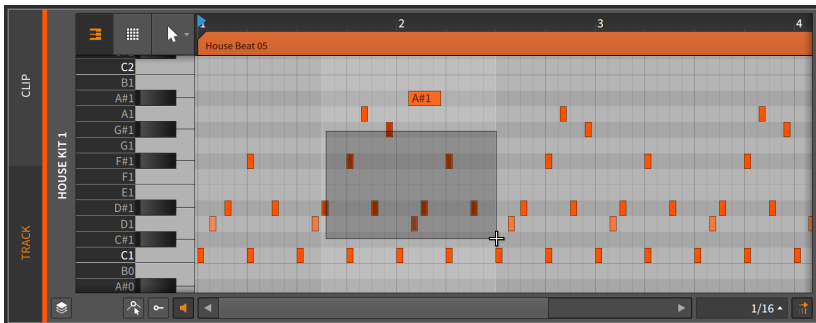 1
2
3
4
House Beat 05
CLIP
TRACK
HOUSE KIT 1
C2
B1
A#1
A#1
A1
G#1
G1
F#1
F1
E1
D#1
D1
C#1
C1
B0
A#0
1/16